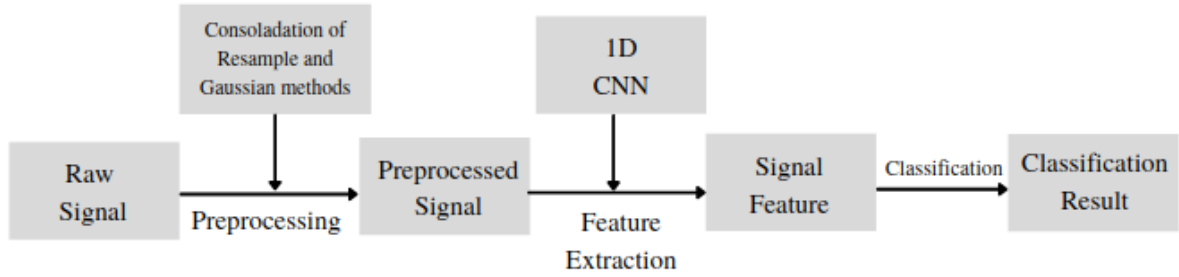 Consoladation of
Resample and
Gaussian methods
1D
CNN
Raw
Signal
Preprocessing
Preprocessed
Signal
Feature
Extraction
Signal
Feature
Classification
Classification
Result